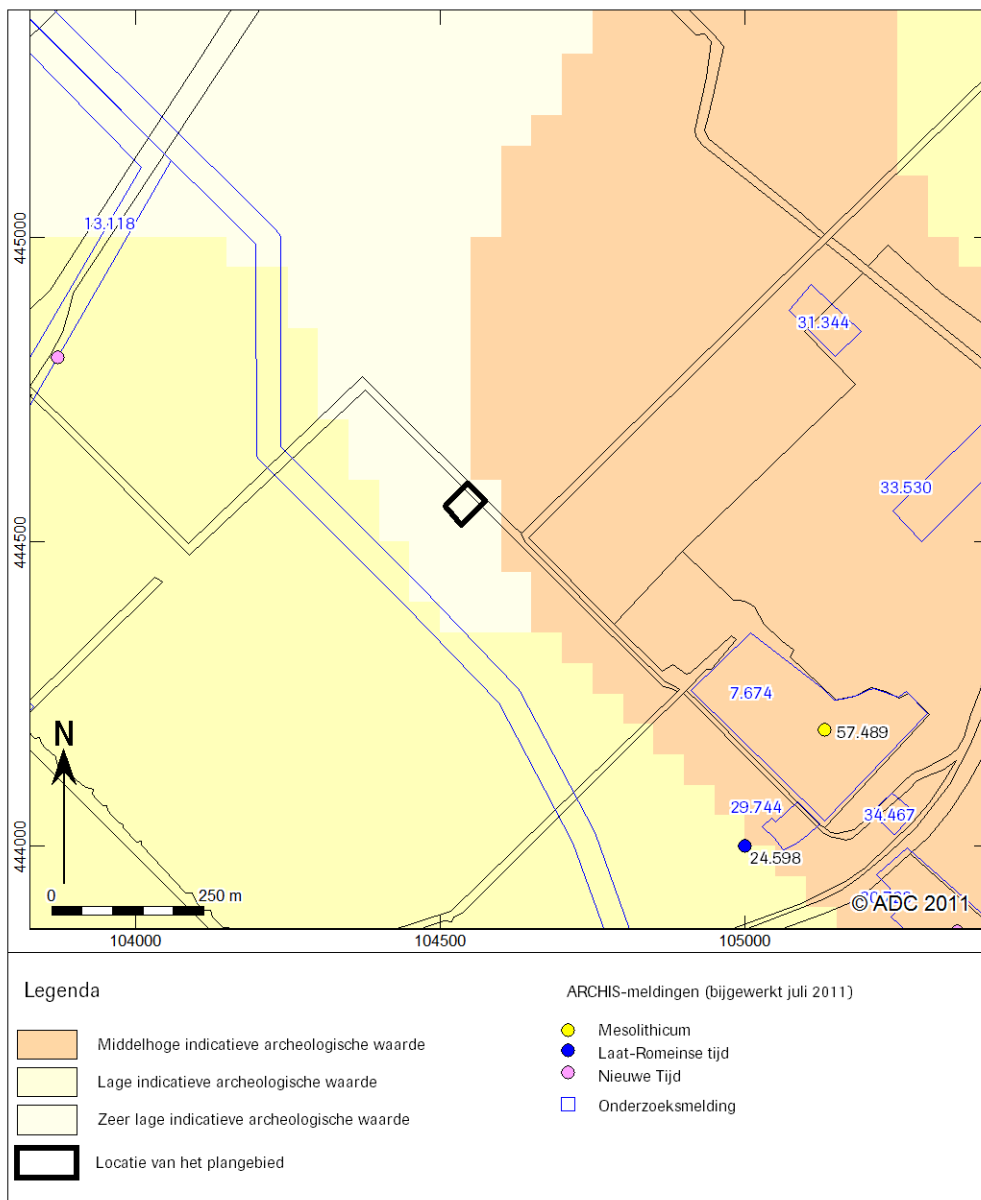 13.118
31.344
33.530
7.674
57.489
29.744
34.467
24.598
© ADC 2011
N
0 250 m
445000
444500
444000
104000 104500 105000
Legenda
Middelhoge indicatieve archeologische waarde
Lage indicatieve archeologische waarde
Zeer lage indicatieve archeologische waarde
Locatie van het plangebied
ARCHIS-meldingen (bijgewerkt juli 2011)
Mesolithicum
Laat-Romeinse tijd
Nieuwe Tijd
Onderzoeksmelding